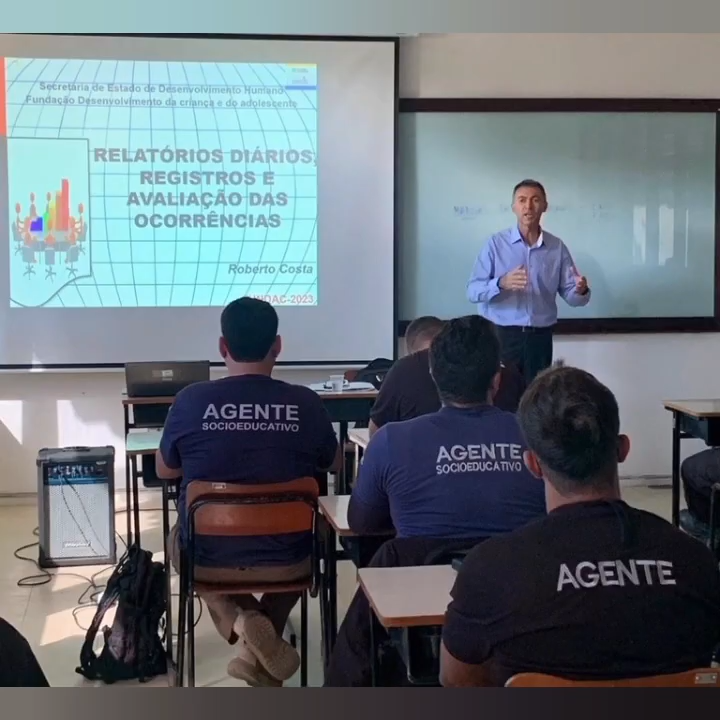 Secretaria de Estado de Desenvolvimento Humano
Fundação Desenvolvimento da criança e do adolescente
RELATÓRIOS DIÁRIOS,
REGISTROS E
AVALIAÇÃO DAS
OCORRÊNCIAS
Roberto Costa
AGENTE
SOCIOEDUCATIVO
AGENTE
SOCIOEDUCATIVO
AGENTE